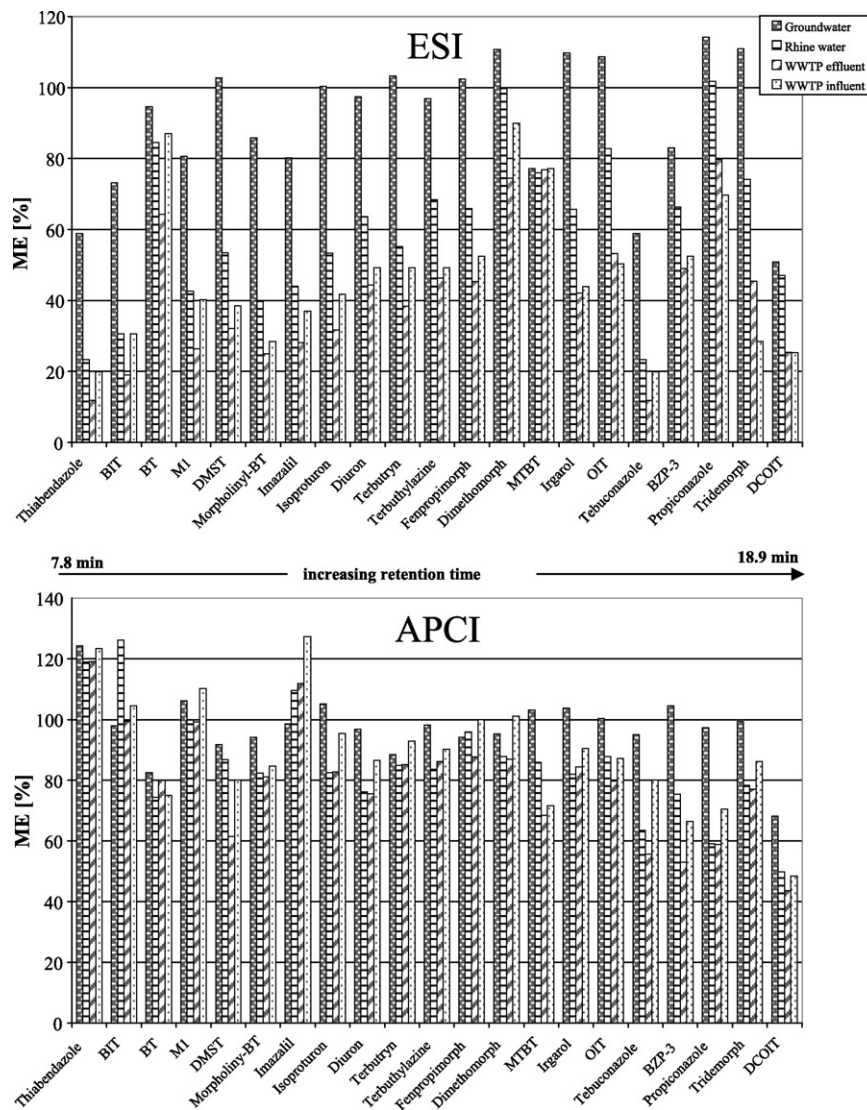 120
100
80
60
40
20
0
ME [%]
ESI
Groundwater
Rhine water
WWTP effluent
WWTP influent
Thiabendazole
BIT
BT
M1
DMST
Morpholinyl-BT
Imazalil
Isoproturon
Diuron
Terbutryn
Terbuthylazine
Fenpropimorph
Dimethomorph
MTBT
Irgarol
OIT
Tebuconazole
BZP-3
Propiconazole
Tridemorph
DCOIT
7.8 min
increasing retention time
18.9 min
140
120
100
80
60
40
20
0
ME [%]
APCI
Thiabendazole
BIT
BT
M1
DMST
Morpholiny-BT
Imazalil
Isoproturon
Diuron
Terbutryn
Terbuthylazine
Fenpropimorph
Dimethomorph
MTBT
Irgarol
OIT
Tebuconazole
BZP-3
Propiconazole
Tridemorph
DCOIT